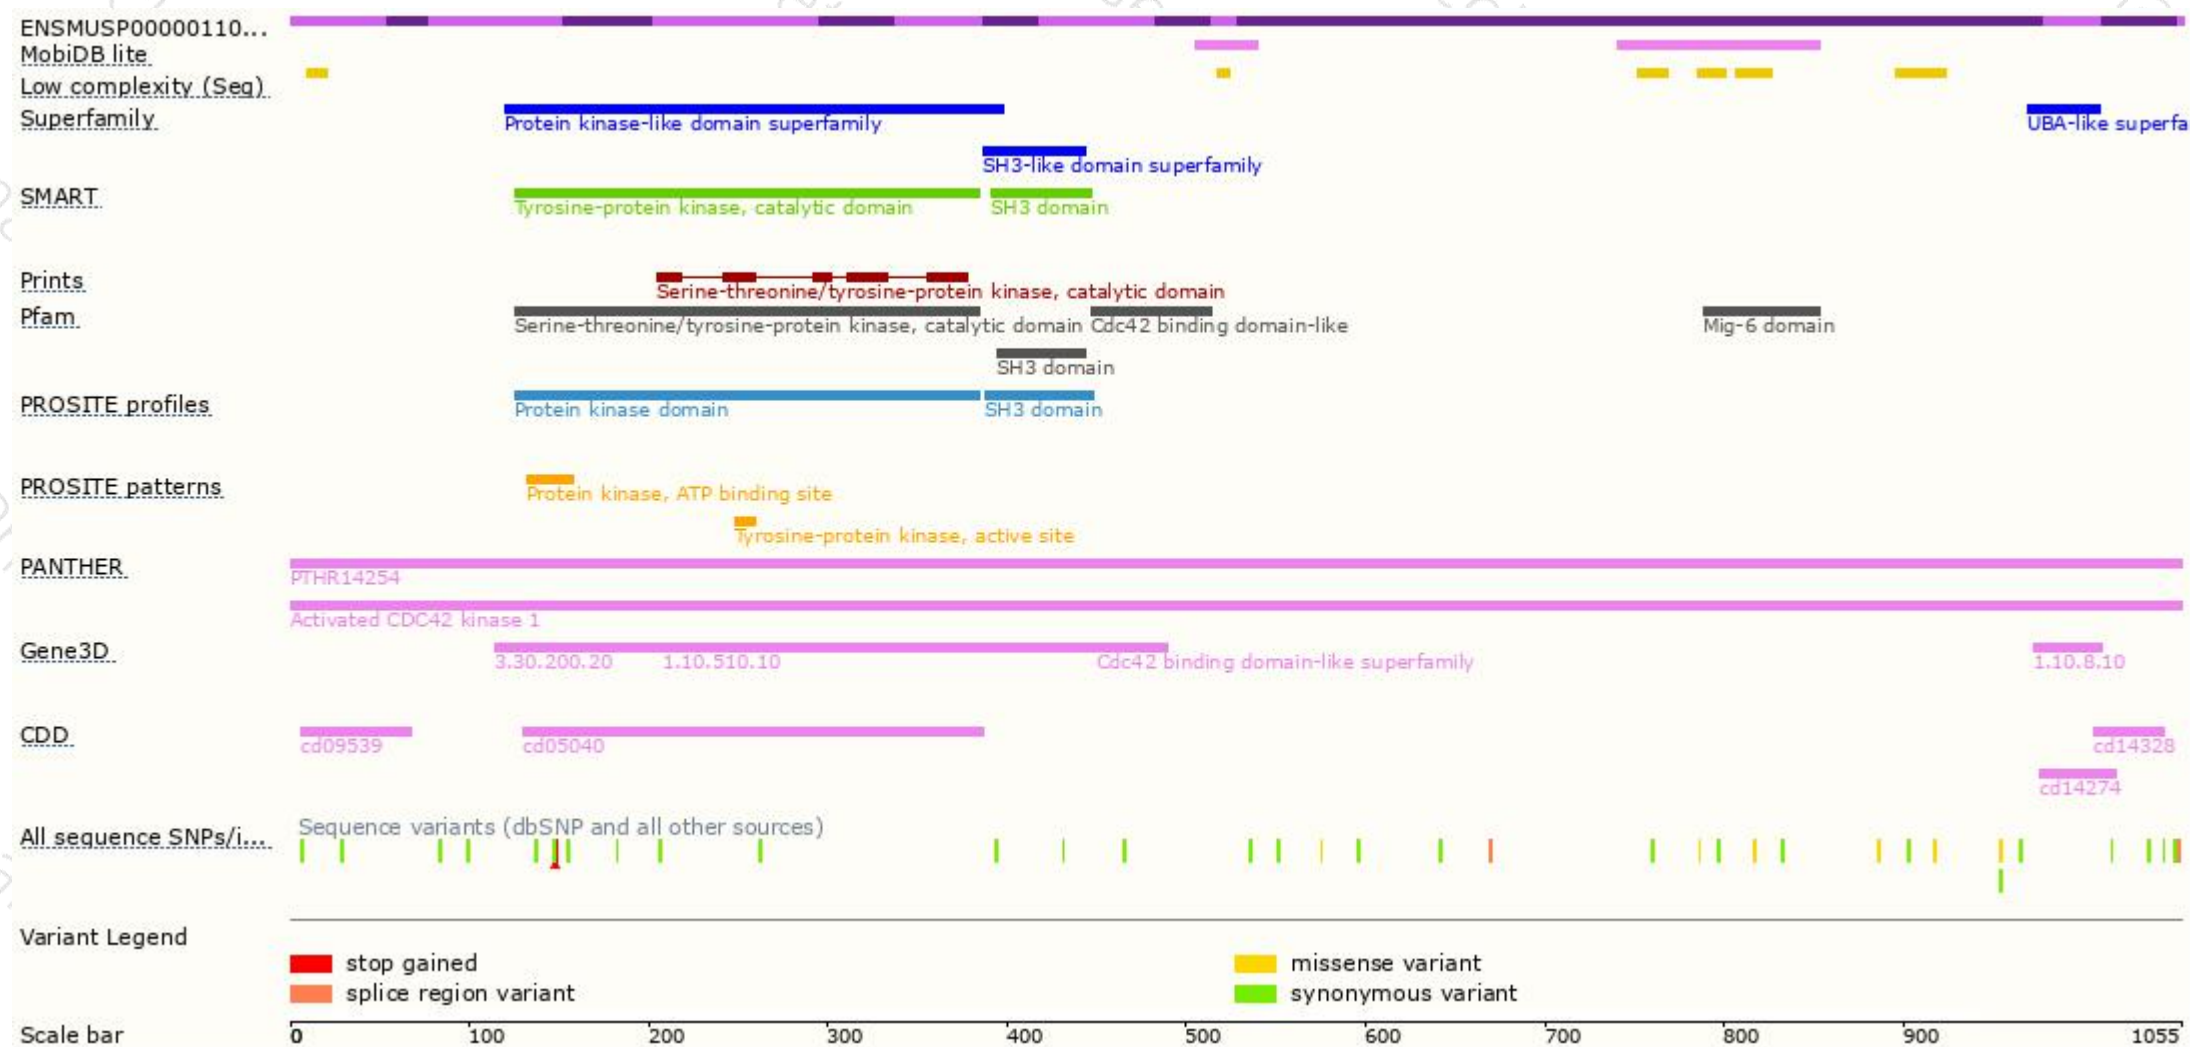 ENSMUSP00000110...
MobiDB lite
Low complexity (Seg)
Superfamily
Protein kinase-like domain superfamily
UBA-like superfa
SH3-like domain superfamily
SMART
Tyrosine-protein kinase, catalytic domain
SH3 domain
Prints
Serine-threonine/tyrosine-protein kinase, catalytic domain
Pfam
Serine-threonine/tyrosine-protein kinase, catalytic domain
Cdc42 binding domain-like
Mig-6 domain
SH3 domain
PROSITE profiles
Protein kinase domain
SH3 domain
PROSITE patterns
Protein kinase, ATP binding site
Tyrosine-protein kinase, active site
PANTHER
PTHR14254
Activated CDC42 kinase 1
Gene3D
3.30.200.20
1.10.510.10
Cdc42 binding domain-like superfamily
1.10.8.10
CDD
cd09539
cd05040
cd14328
cd14274
All sequence SNPs/i...
Sequence variants (dbSNP and all other sources)
Variant Legend
stop gained
missense variant
splice region variant
synonymous variant
Scale bar
0 100 200 300 400 500 600 700 800 900 1055